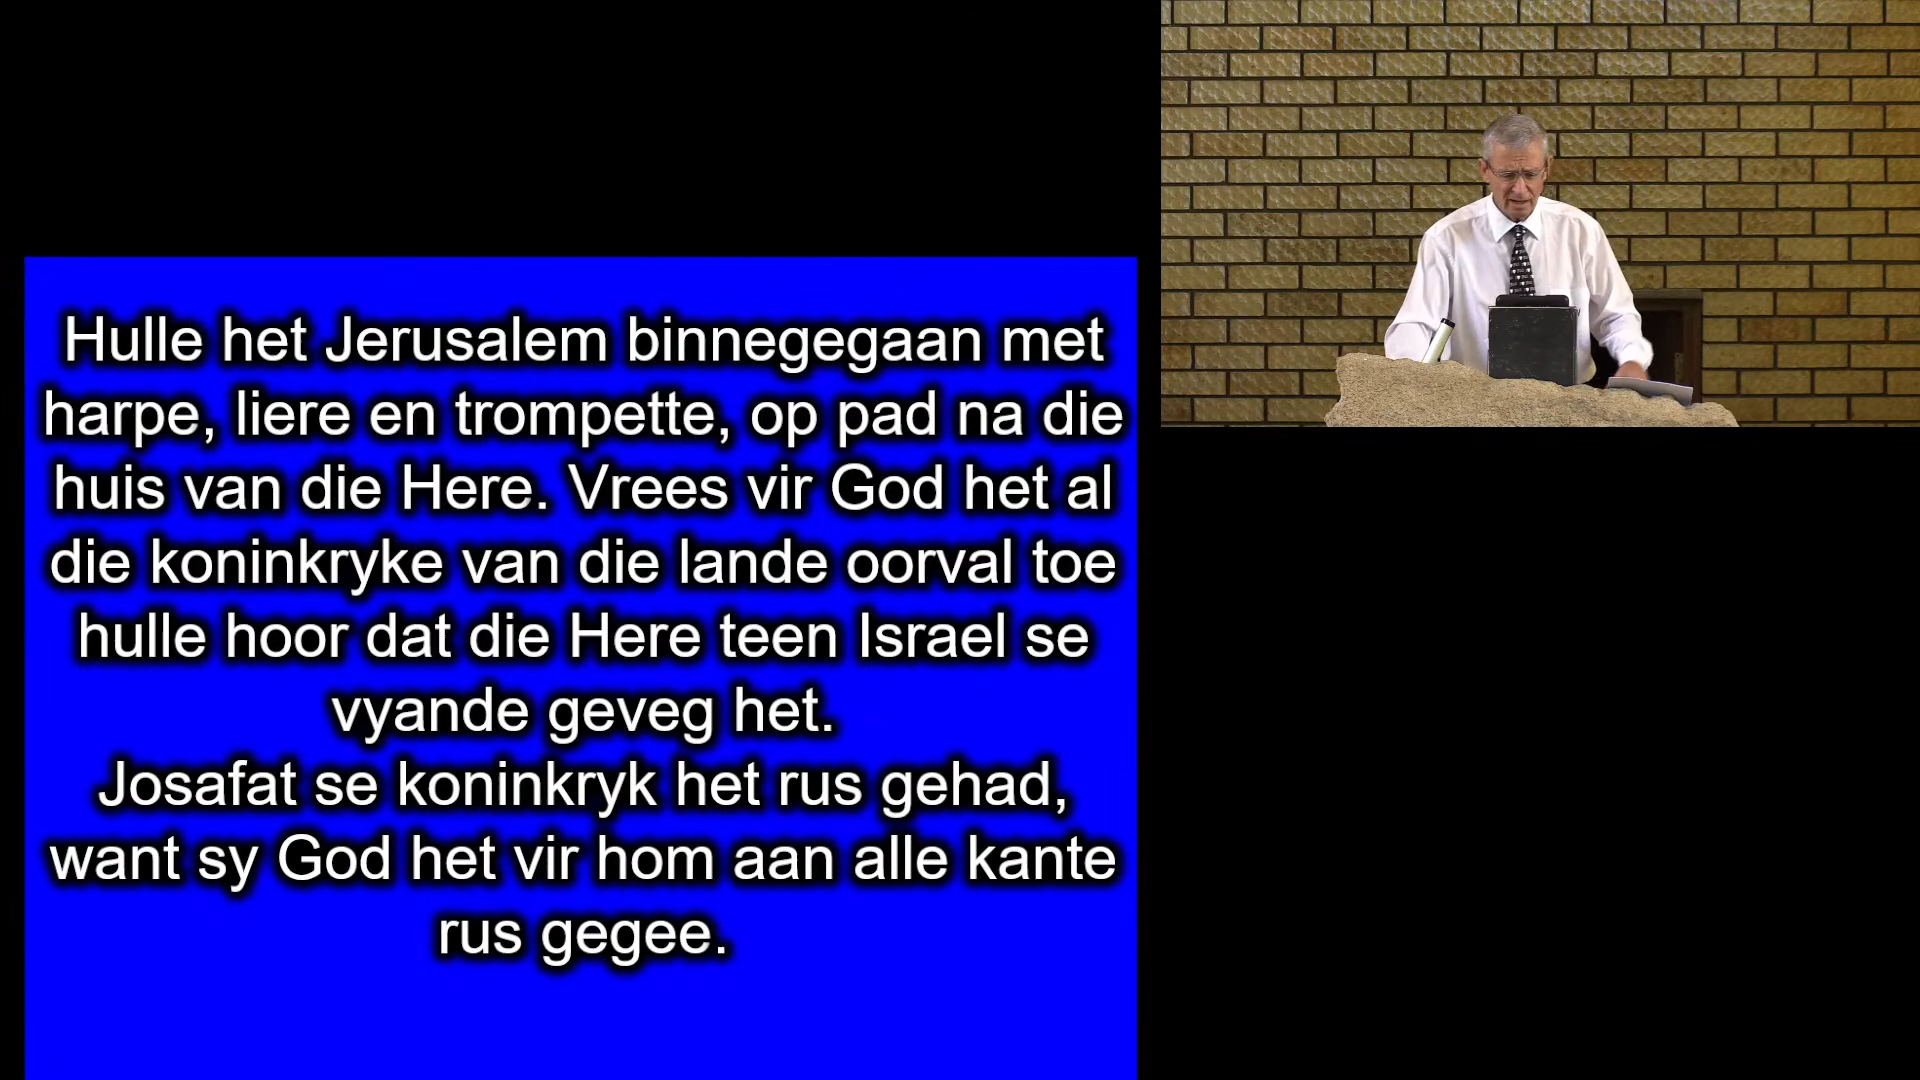 Hulle het Jerusalem binnegegaan met
harpe, liere en trompette, op pad na die
huis van die Here. Vrees vir God het al
die koninkryke van die lande oorval toe
hulle hoor dat die Here teen Israel se
vyande geveg het.
Josafat se koninkryk het rus gehad,
want sy God het vir hom aan alle kante
rus gegee.